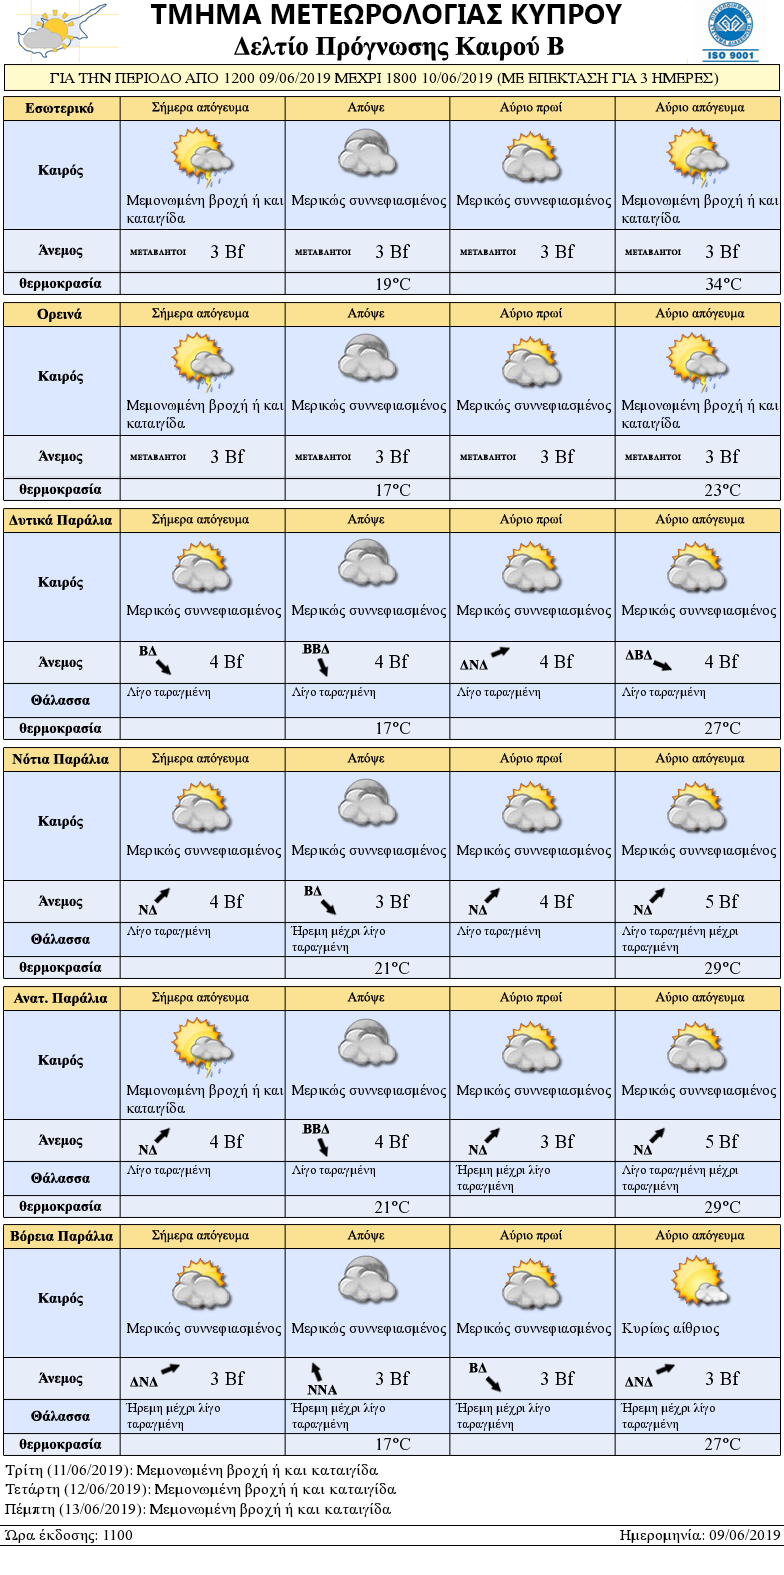 ΤΜΗΜΑ ΜΕΤΕΩΡΟΛΟΓΙΑΣ ΚΥΠΡΟΥ
Δελτίο Πρόγνωσης Καιρού Β
ISO 9001
ΓΙΑ ΤΗΝ ΠΕΡΙΟΔΟ ΑΠΟ 1200 09/06/2019 ΜΕΧΡΙ 1800 10/06/2019 (ΜΕ ΕΠΕΚΤΑΣΗ ΓΙΑ 3 ΗΜΕΡΕΣ)
Εσωτερικό Σήμερα απόγευμα Απόψε Αύριο πρωί Αύριο απόγευμα
Καιρός
Μεμονωμένη βροχή ή και Μερικώς συννεφιασμένος Μερικώς συννεφιασμένος Μεμονωμένη βροχή ή και
καταιγίδα καταιγίδα
Άνεμος ΜΕΤΑΒΛΗΤΟΙ 3 Bf ΜΕΤΑΒΛΗΤΟΙ 3 Bf ΜΕΤΑΒΛΗΤΟΙ 3 Bf ΜΕΤΑΒΛΗΤΟΙ 3 Bf
θερμοκρασία 19°C 34°C
Ορεινά Σήμερα απόγευμα Απόψε Αύριο πρωί Αύριο απόγευμα
Καιρός
Μεμονωμένη βροχή ή και Μερικώς συννεφιασμένος Μερικώς συννεφιασμένος Μεμονωμένη βροχή ή και
καταιγίδα καταιγίδα
Άνεμος ΜΕΤΑΒΛΗΤΟΙ 3 Bf ΜΕΤΑΒΛΗΤΟΙ 3 Bf ΜΕΤΑΒΛΗΤΟΙ 3 Bf ΜΕΤΑΒΛΗΤΟΙ 3 Bf
θερμοκρασία 17°C 23°C
Δυτικά Παράλια Σήμερα απόγευμα Απόψε Αύριο πρωί Αύριο απόγευμα
Καιρός
Μερικώς συννεφιασμένος Μερικώς συννεφιασμένος Μερικώς συννεφιασμένος Μερικώς συννεφιασμένος
Άνεμος ΒΔ 4 Bf ΒΒΔ 4 Bf ΔΝΔ 4 Bf ΔΒΔ 4 Bf
Θάλασσα Λίγο ταραγμένη Λίγο ταραγμένη Λίγο ταραγμένη Λίγο ταραγμένη
θερμοκρασία 17°C 27°C
Νότια Παράλια Σήμερα απόγευμα Απόψε Αύριο πρωί Αύριο απόγευμα
Καιρός
Μερικώς συννεφιασμένος Μερικώς συννεφιασμένος Μερικώς συννεφιασμένος Μερικώς συννεφιασμένος
Άνεμος ΝΔ 4 Bf ΒΔ 3 Bf ΝΔ 4 Bf ΝΔ 5 Bf
Θάλασσα Λίγο ταραγμένη Ήρεμη μέχρι λίγο Λίγο ταραγμένη Λίγο ταραγμένη μέχρι
ταραγμένη ταραγμένη
θερμοκρασία 21°C 29°C
Ανατ. Παράλια Σήμερα απόγευμα Απόψε Αύριο πρωί Αύριο απόγευμα
Καιρός
Μεμονωμένη βροχή ή και Μερικώς συννεφιασμένος Μερικώς συννεφιασμένος Μερικώς συννεφιασμένος
καταιγίδα
Άνεμος ΝΔ 4 Bf ΒΒΔ 4 Bf ΝΔ 3 Bf ΝΔ 5 Bf
Θάλασσα Λίγο ταραγμένη Λίγο ταραγμένη Ήρεμη μέχρι λίγο Λίγο ταραγμένη μέχρι
ταραγμένη ταραγμένη
θερμοκρασία 21°C 29°C
Βόρεια Παράλια Σήμερα απόγευμα Απόψε Αύριο πρωί Αύριο απόγευμα
Καιρός
Μερικώς συννεφιασμένος Μερικώς συννεφιασμένος Μερικώς συννεφιασμένος Κυρίως αίθριος
Άνεμος ΔΝΔ 3 Bf ΝΝΑ 3 Bf ΒΔ 3 Bf ΔΝΔ 3 Bf
Θάλασσα Ήρεμη μέχρι λίγο Ήρεμη μέχρι λίγο Ήρεμη μέχρι λίγο Ήρεμη μέχρι λίγο
ταραγμένη ταραγμένη ταραγμένη ταραγμένη
θερμοκρασία 17°C 27°C
Τρίτη (11/06/2019): Μεμονωμένη βροχή ή και καταιγίδα
Τετάρτη (12/06/2019): Μεμονωμένη βροχή ή και καταιγίδα
Πέμπτη (13/06/2019): Μεμονωμένη βροχή ή και καταιγίδα
Ώρα έκδοσης: 1100 Ημερομηνία: 09/06/2019